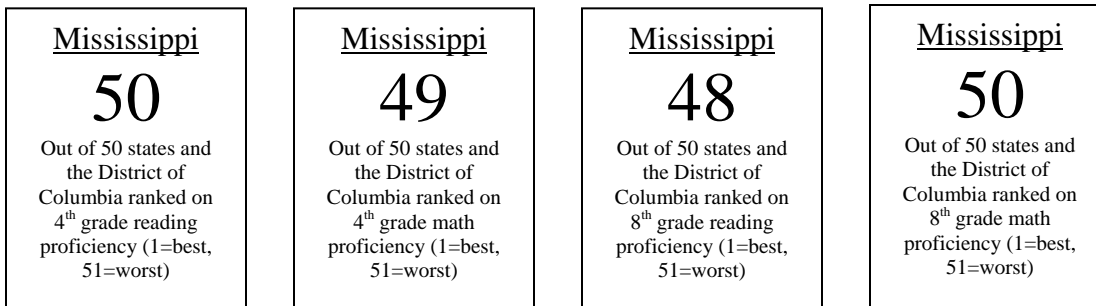 Mississippi
50
Out of 50 states and
the District of
Columbia ranked on
4th grade reading
proficiency (1=best,
51=worst)
Mississippi
49
Out of 50 states and
the District of
Columbia ranked on
4th grade math
proficiency (1=best,
51=worst)
Mississippi
48
Out of 50 states and
the District of
Columbia ranked on
8th grade reading
proficiency (1=best,
51=worst)
Mississippi
50
Out of 50 states and
the District of
Columbia ranked on
8th grade math
proficiency (1=best,
51=worst)